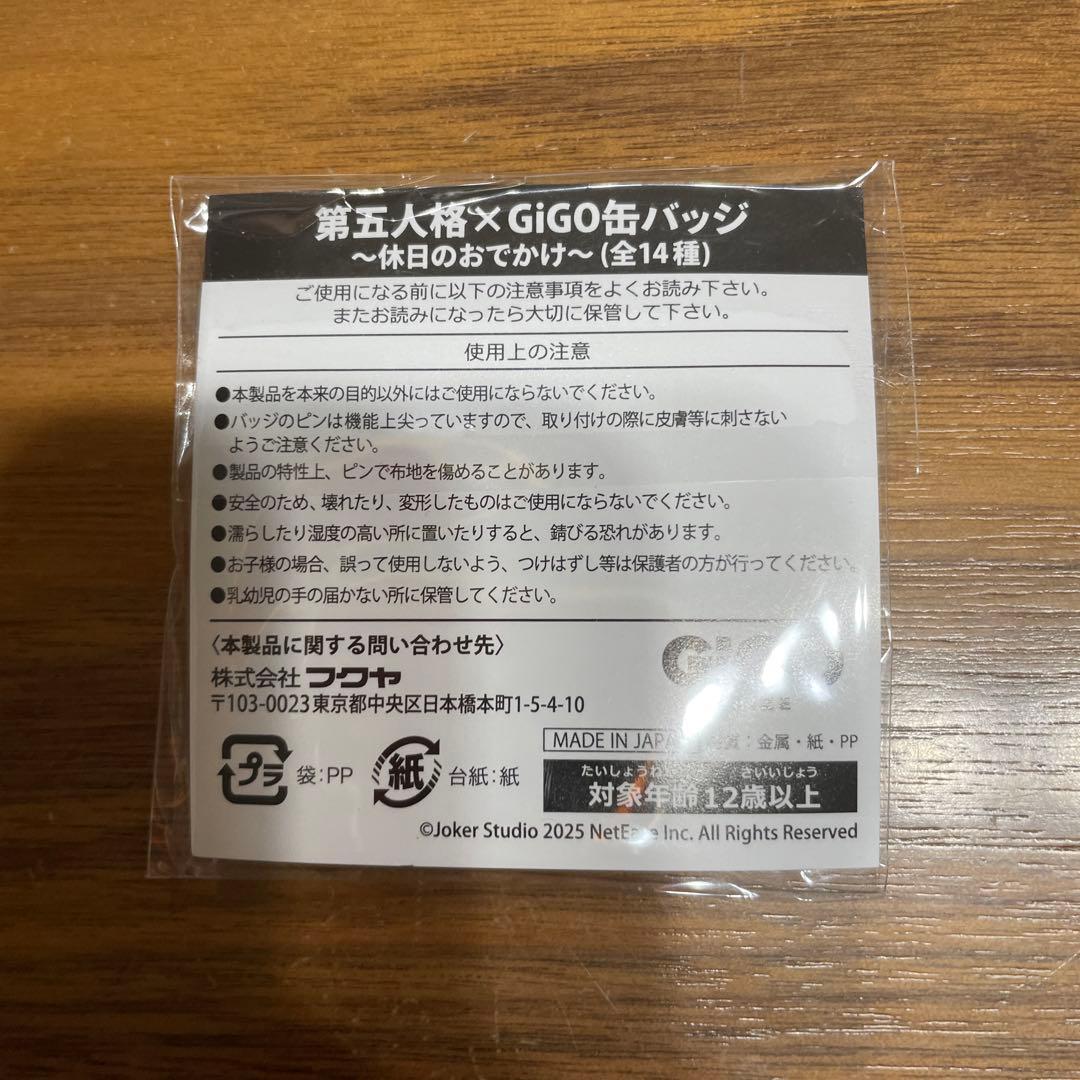 第五人格×GiGO缶バッジ
～休日のおでかけ～(全14種)
ご使用になる前に以下の注意事項をよくお読み下さい。
またお読みになったら大切に保管して下さい。
使用上の注意
●本製品を本来の目的以外にはご使用にならないでください。
●バッジのピンは機能上尖っていますので、取り付けの際に皮膚等に刺さない
ようご注意ください。
●製品の特性上、ピンで布地を傷めることがあります。
●安全のため、壊れたり、変形したものはご使用にならないでください。
●濡らしたり湿度の高い所に置いたりすると、錆びる恐れがあります。
●お子様の場合、誤って使用しないよう、つけはずし等は保護者の方が行ってください。
●乳幼児の手の届かない所に保管してください。
〈本製品に関する問い合わせ先〉
株式会社フクヤ
〒103-0023東京都中央区日本橋本町1-5-4-10
GiGO
MADE IN JAPAN :金属・紙・PP
プラ 袋:PP
紙 台紙:紙
たいしょう さいいじょう
対象年齢12歳以上
©Joker Studio 2025 NetEase Inc. All Rights Reserved